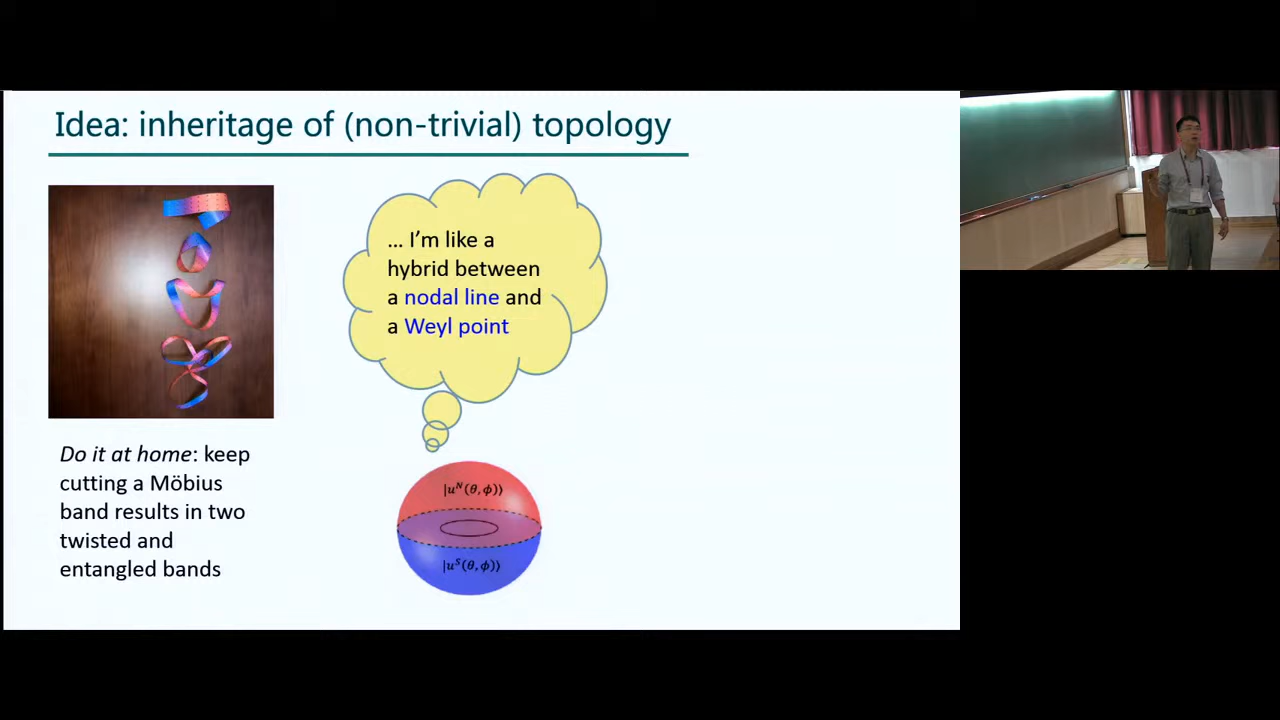 Idea: inheritage of (non-trivial) topology
... I'm like a
hybrid between
a nodal line and
a Weyl point
Do it at home: keep
cutting a Möbius
band results in two
twisted and
entangled bands
|u^N(θ,ϕ)⟩
|u^S(θ,ϕ)⟩